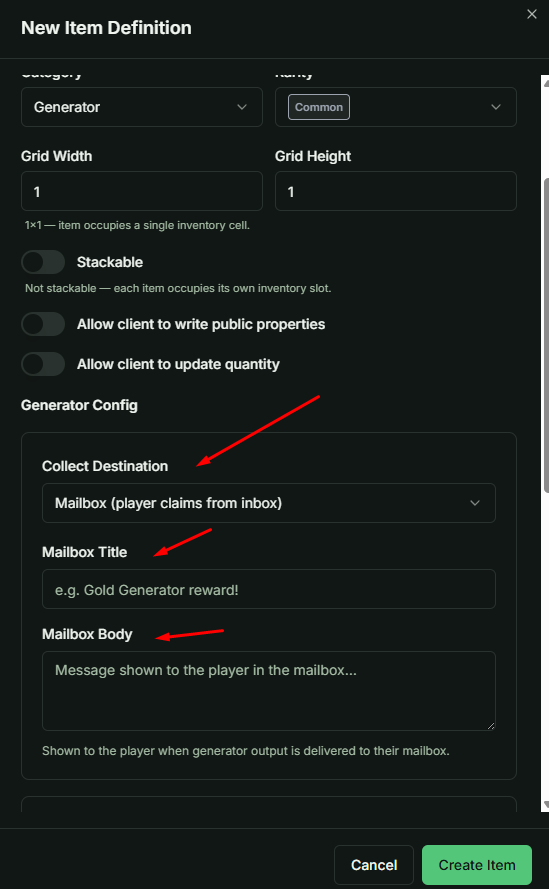 New Item Definition
Category Rarity
Generator Common
Grid Width Grid Height
1 1
1×1 — item occupies a single inventory cell.
Stackable
Not stackable — each item occupies its own inventory slot.
Allow client to write public properties
Allow client to update quantity
Generator Config
Collect Destination
Mailbox (player claims from inbox)
Mailbox Title
e.g. Gold Generator reward!
Mailbox Body
Message shown to the player in the mailbox...
Shown to the player when generator output is delivered to their mailbox.
Cancel Create Item